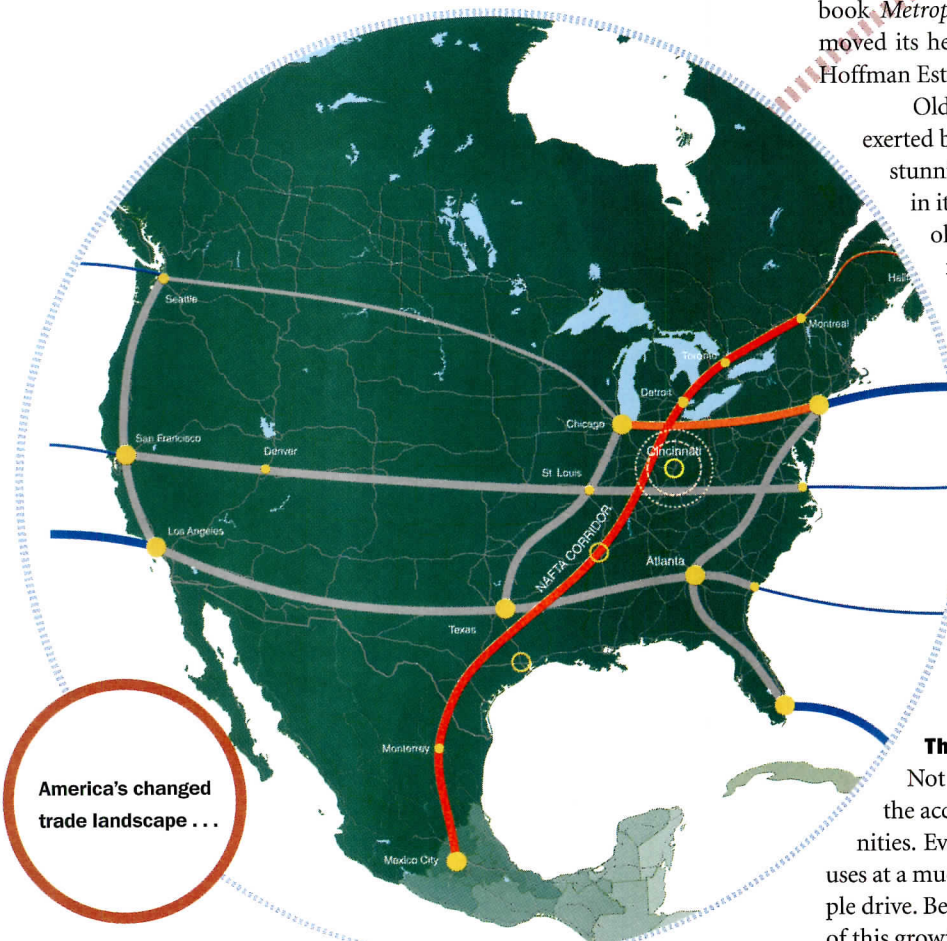 book Metrop
moved its he
Hoffman Est
Old
exerted b
stunn
in it
ol
Seattle
Hali
Montreal
Toronto
Detroit
Chicago
Cincinnati
San Francisco
Denver
St Louis
Los Angeles
NAFTA CORRIDOR
Atlanta
Texas
Monterrey
Mexico City
America's changed
trade landscape . . .
Th
Not
the acc
nities. Ev
uses at a mu
ple drive. Be
of this grow